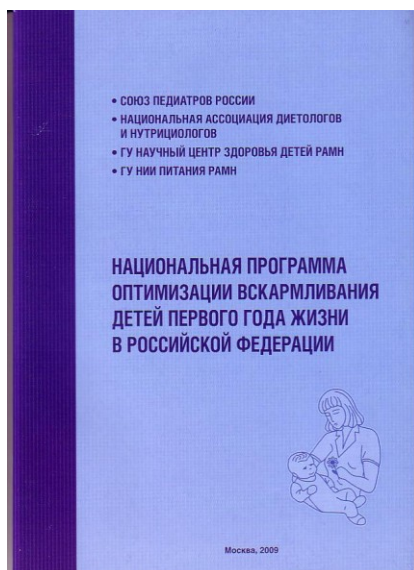 • СОЮЗ ПЕДИАТРОВ РОССИИ
• НАЦИОНАЛЬНАЯ АССОЦИАЦИЯ ДИЕТОЛОГОВ
И НУТРИЦИОЛОГОВ
• ГУ НАУЧНЫЙ ЦЕНТР ЗДОРОВЬЯ ДЕТЕЙ РАМН
• ГУ НИИ ПИТАНИЯ РАМН
НАЦИОНАЛЬНАЯ ПРОГРАММА
ОПТИМИЗАЦИИ ВСКАРМЛИВАНИЯ
ДЕТЕЙ ПЕРВОГО ГОДА ЖИЗНИ
В РОССИЙСКОЙ ФЕДЕРАЦИИ
Москва, 2009